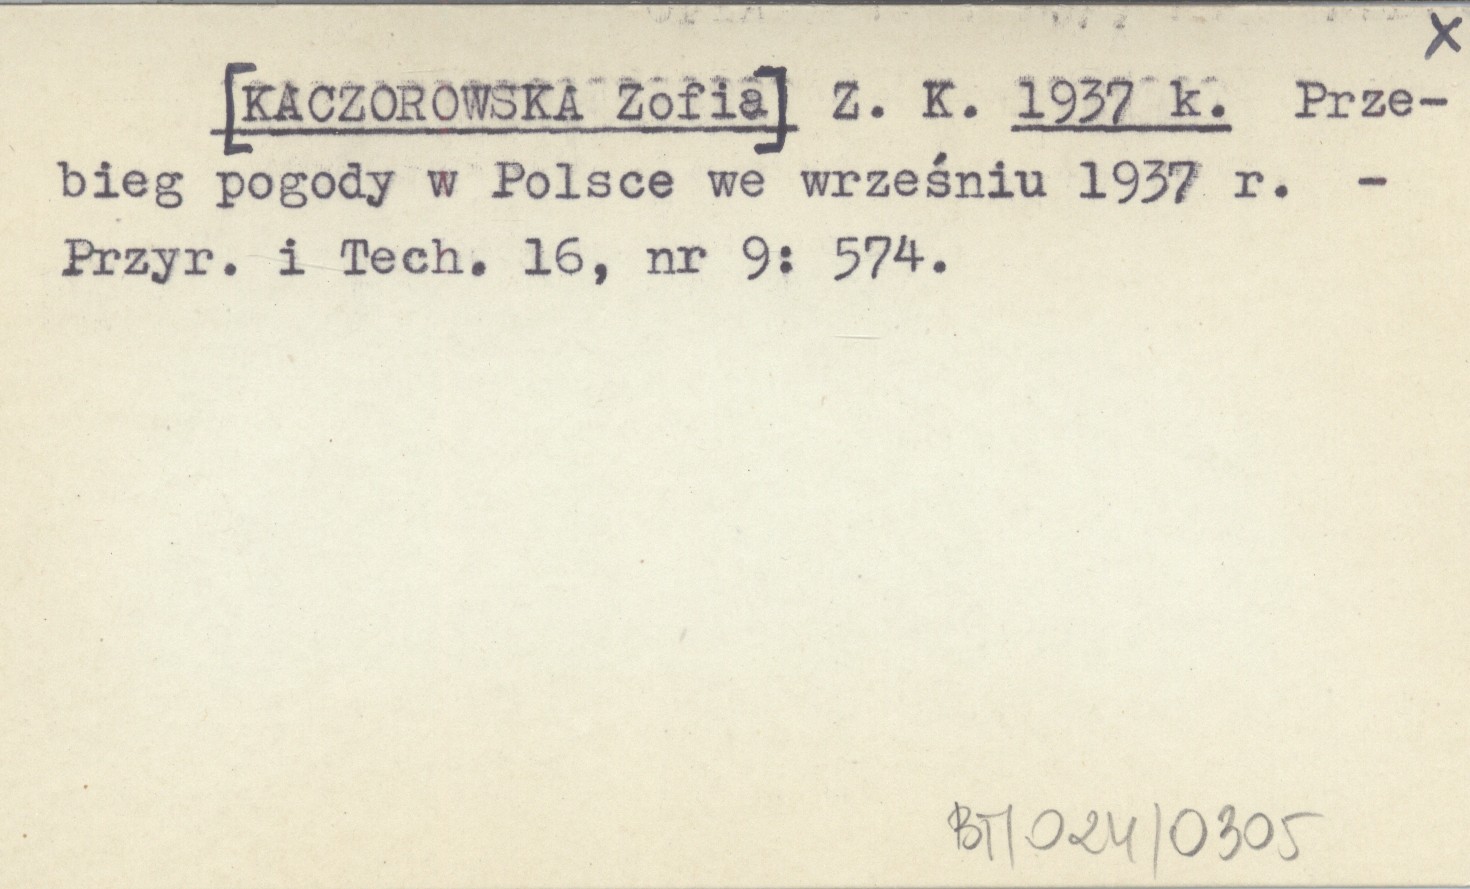 x
[KACZOROWSKA Zofia] Z. K. 1937 k. Prze-
bieg pogody w Polsce we wrześniu 1937 r. -
Przyr. i Tech. 16, nr 9: 574.
BT/024/0305